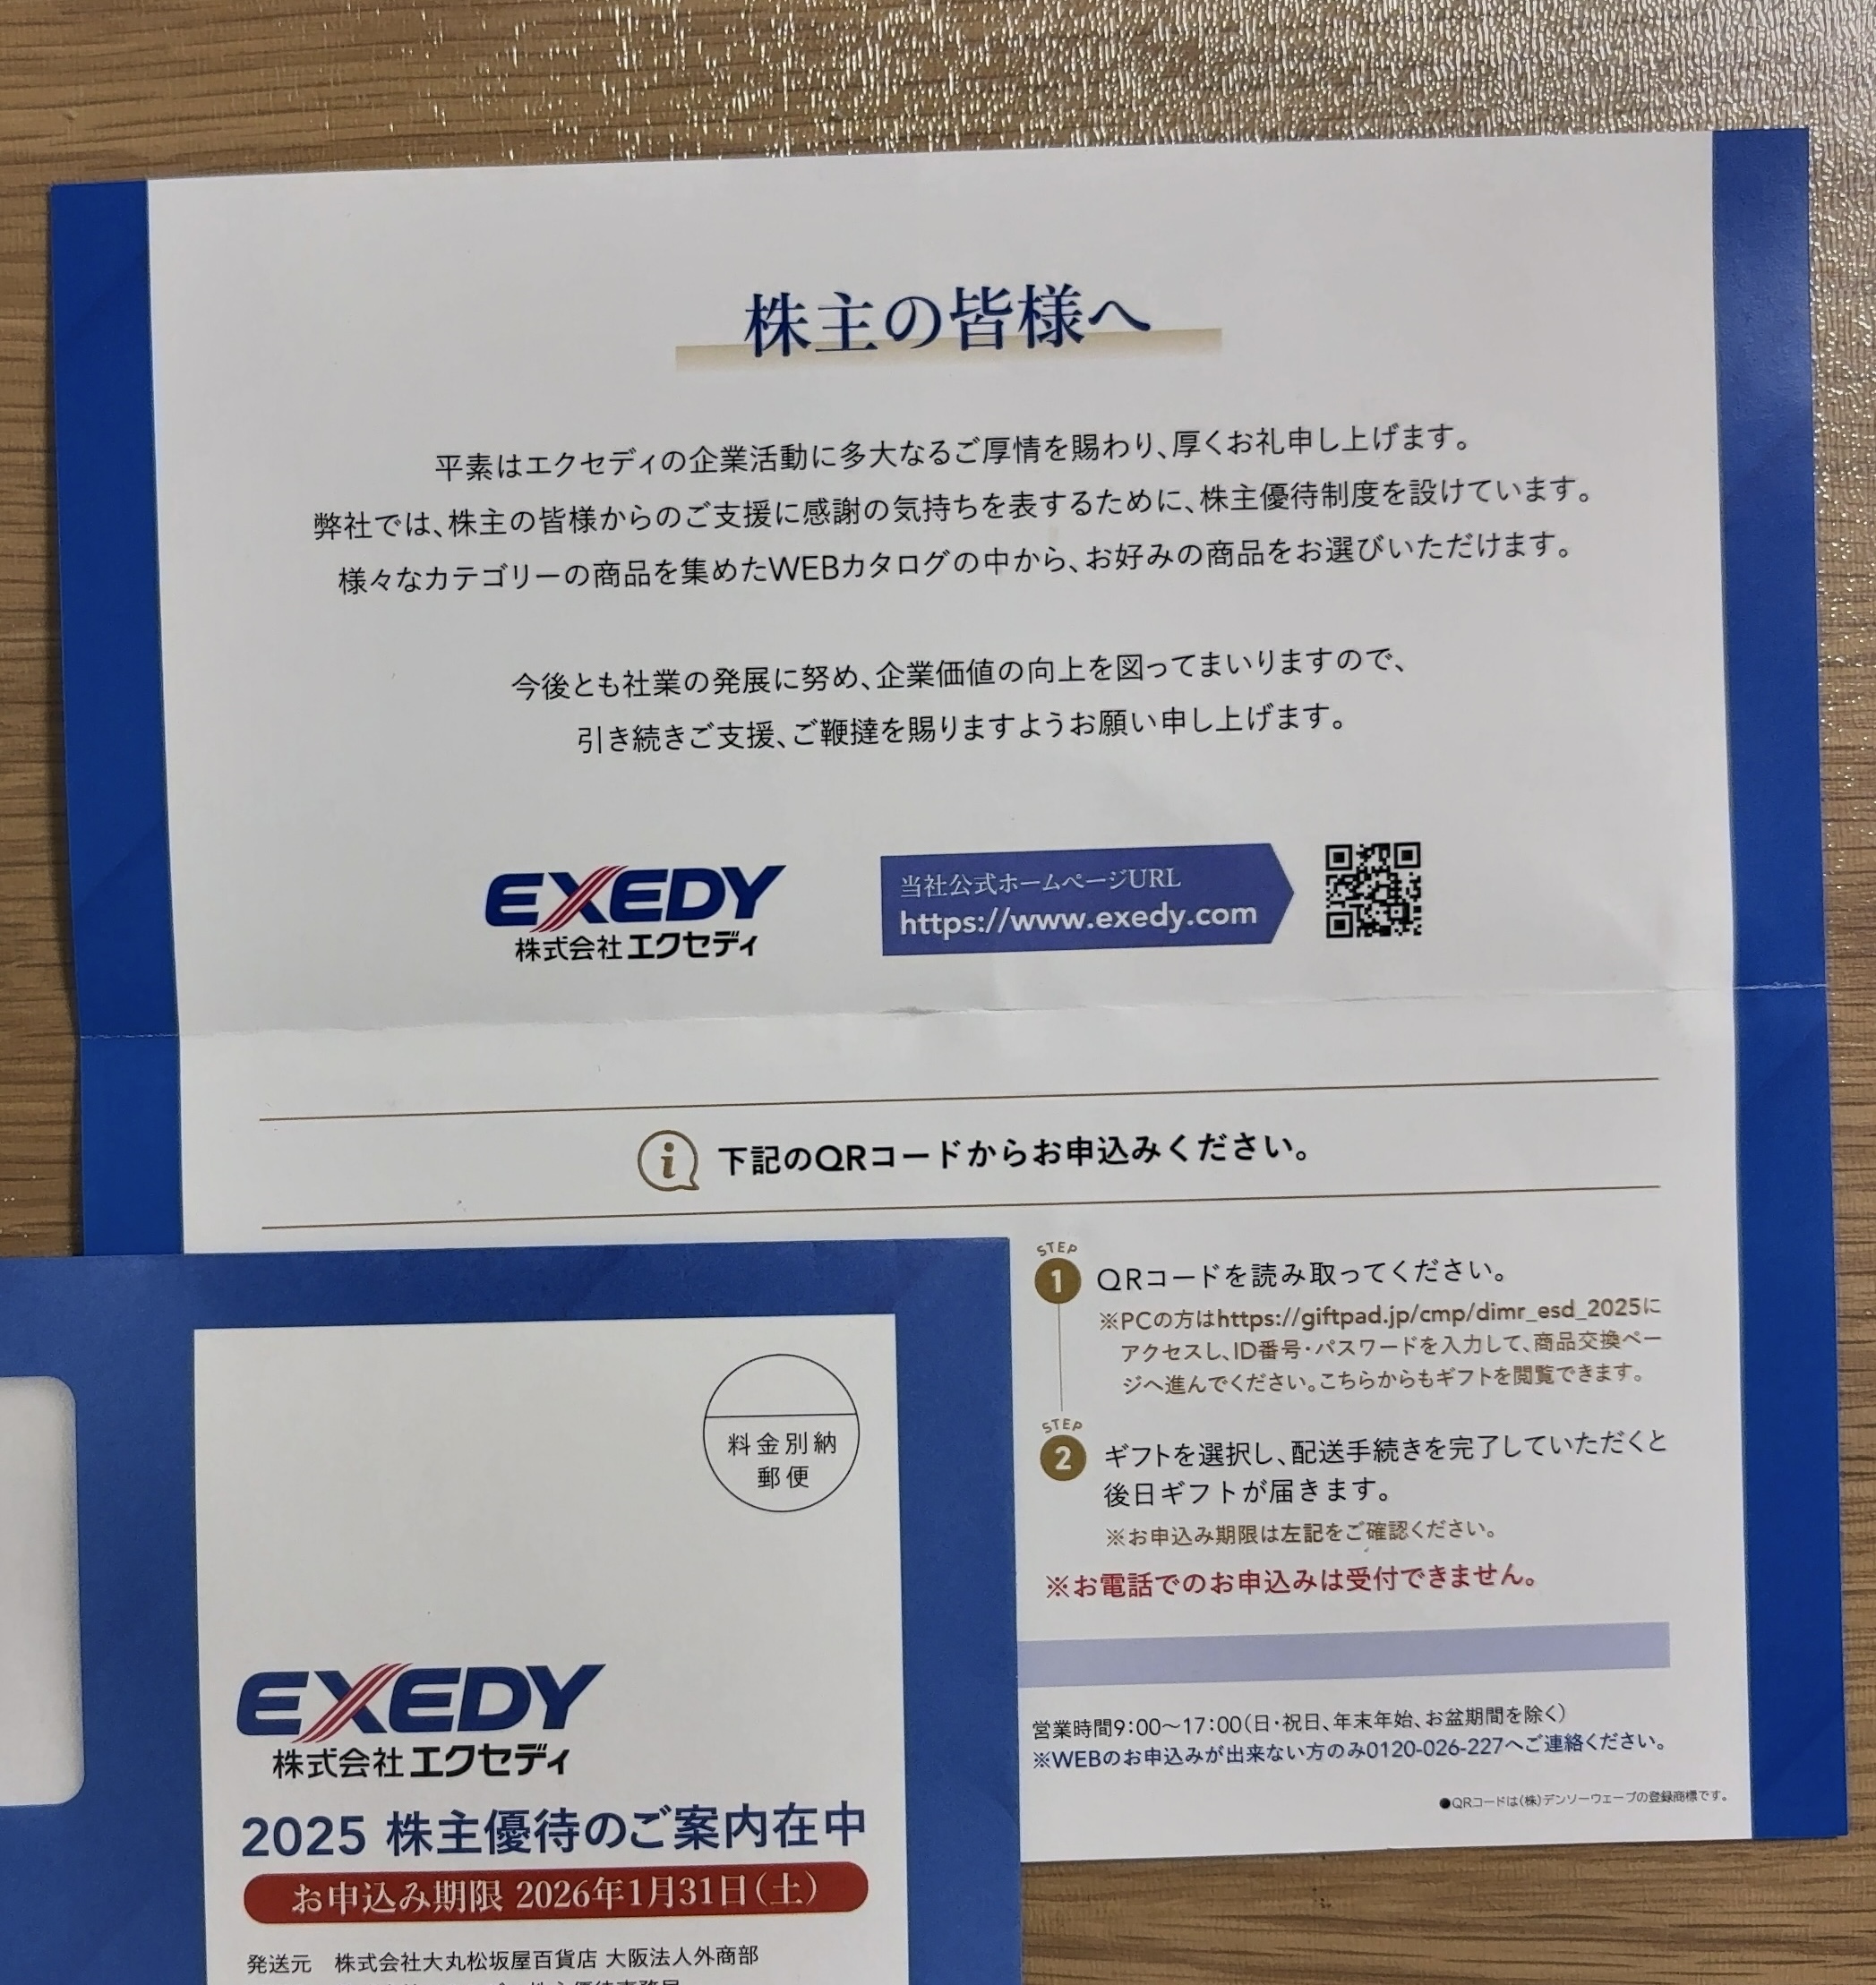 株主の皆様へ
平素はエクセディの企業活動に多大なるご厚情を賜わり、厚くお礼申し上げます。
弊社では、株主の皆様からのご支援に感謝の気持ちを表するために、株主優待制度を設けています。
様々なカテゴリーの商品を集めたWEBカタログの中から、お好みの商品をお選びいただけます。
今後とも社業の発展に努め、企業価値の向上を図ってまいりますので、
引き続きご支援、ご鞭撻を賜りますようお願い申し上げます。
EXEDY
株式会社エクセディ
当社公式ホームページURL
https://www.exedy.com
下記のQRコードからお申込みください。
STEP
1 QRコードを読み取ってください。
※PCの方はhttps://giftpad.jp/cmp/dimr_esd_2025に
アクセスし、ID番号・パスワードを入力して、商品交換ペー
ジへ進んでください。こちらからもギフトを閲覧できます。
STEP
2 ギフトを選択し、配送手続きを完了していただくと
後日ギフトが届きます。
※お申込み期限は左記をご確認ください。
※お電話でのお申込みは受付できません。
営業時間9:00〜17:00(日・祝日、年末年始、お盆期間を除く)
※WEBのお申込みが出来ない方のみ0120-026-227へご連絡ください。
●QRコードは(株)デンソーウェーブの登録商標です。
料金別納
郵便
EXEDY
株式会社エクセディ
2025 株主優待のご案内在中
お申込み期限 2026年1月31日(土)
発送元 株式会社大丸松坂屋百貨店 大阪法人外商部